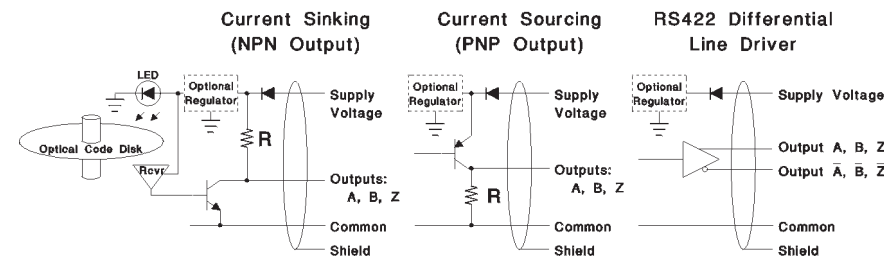 Current Sinking
(NPN Output)
LED
Optional
Regulator
Supply
Voltage
Optical Code Disk
R
Rcvr
Outputs:
A, B, Z
Common
Shield
Current Sourcing
(PNP Output)
Optional
Regulator
Supply
Voltage
Outputs:
A, B, Z
R
Common
Shield
RS422 Differential
Line Driver
Optional
Regulator
Supply Voltage
Output A, B, Z
Output A̅, B̅, Z̅
Common
Shield